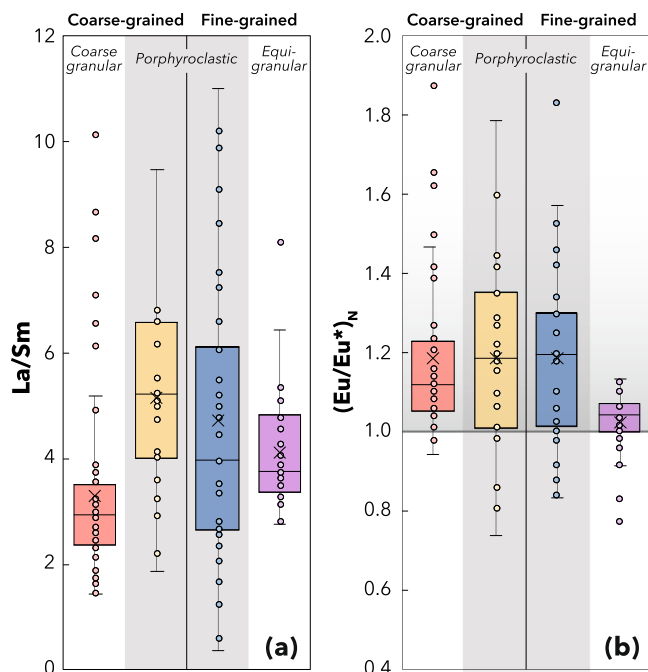 Coarse-grained Fine-grained
Coarse granular Porphyroclastic Equi-granular
12
10
8
6
4
2
0
La/Sm
(a)
Coarse-grained Fine-grained
Coarse granular Porphyroclastic Equi-granular
2.0
1.8
1.6
1.4
1.2
1.0
0.8
0.6
0.4
(Eu/Eu*)N
(b)